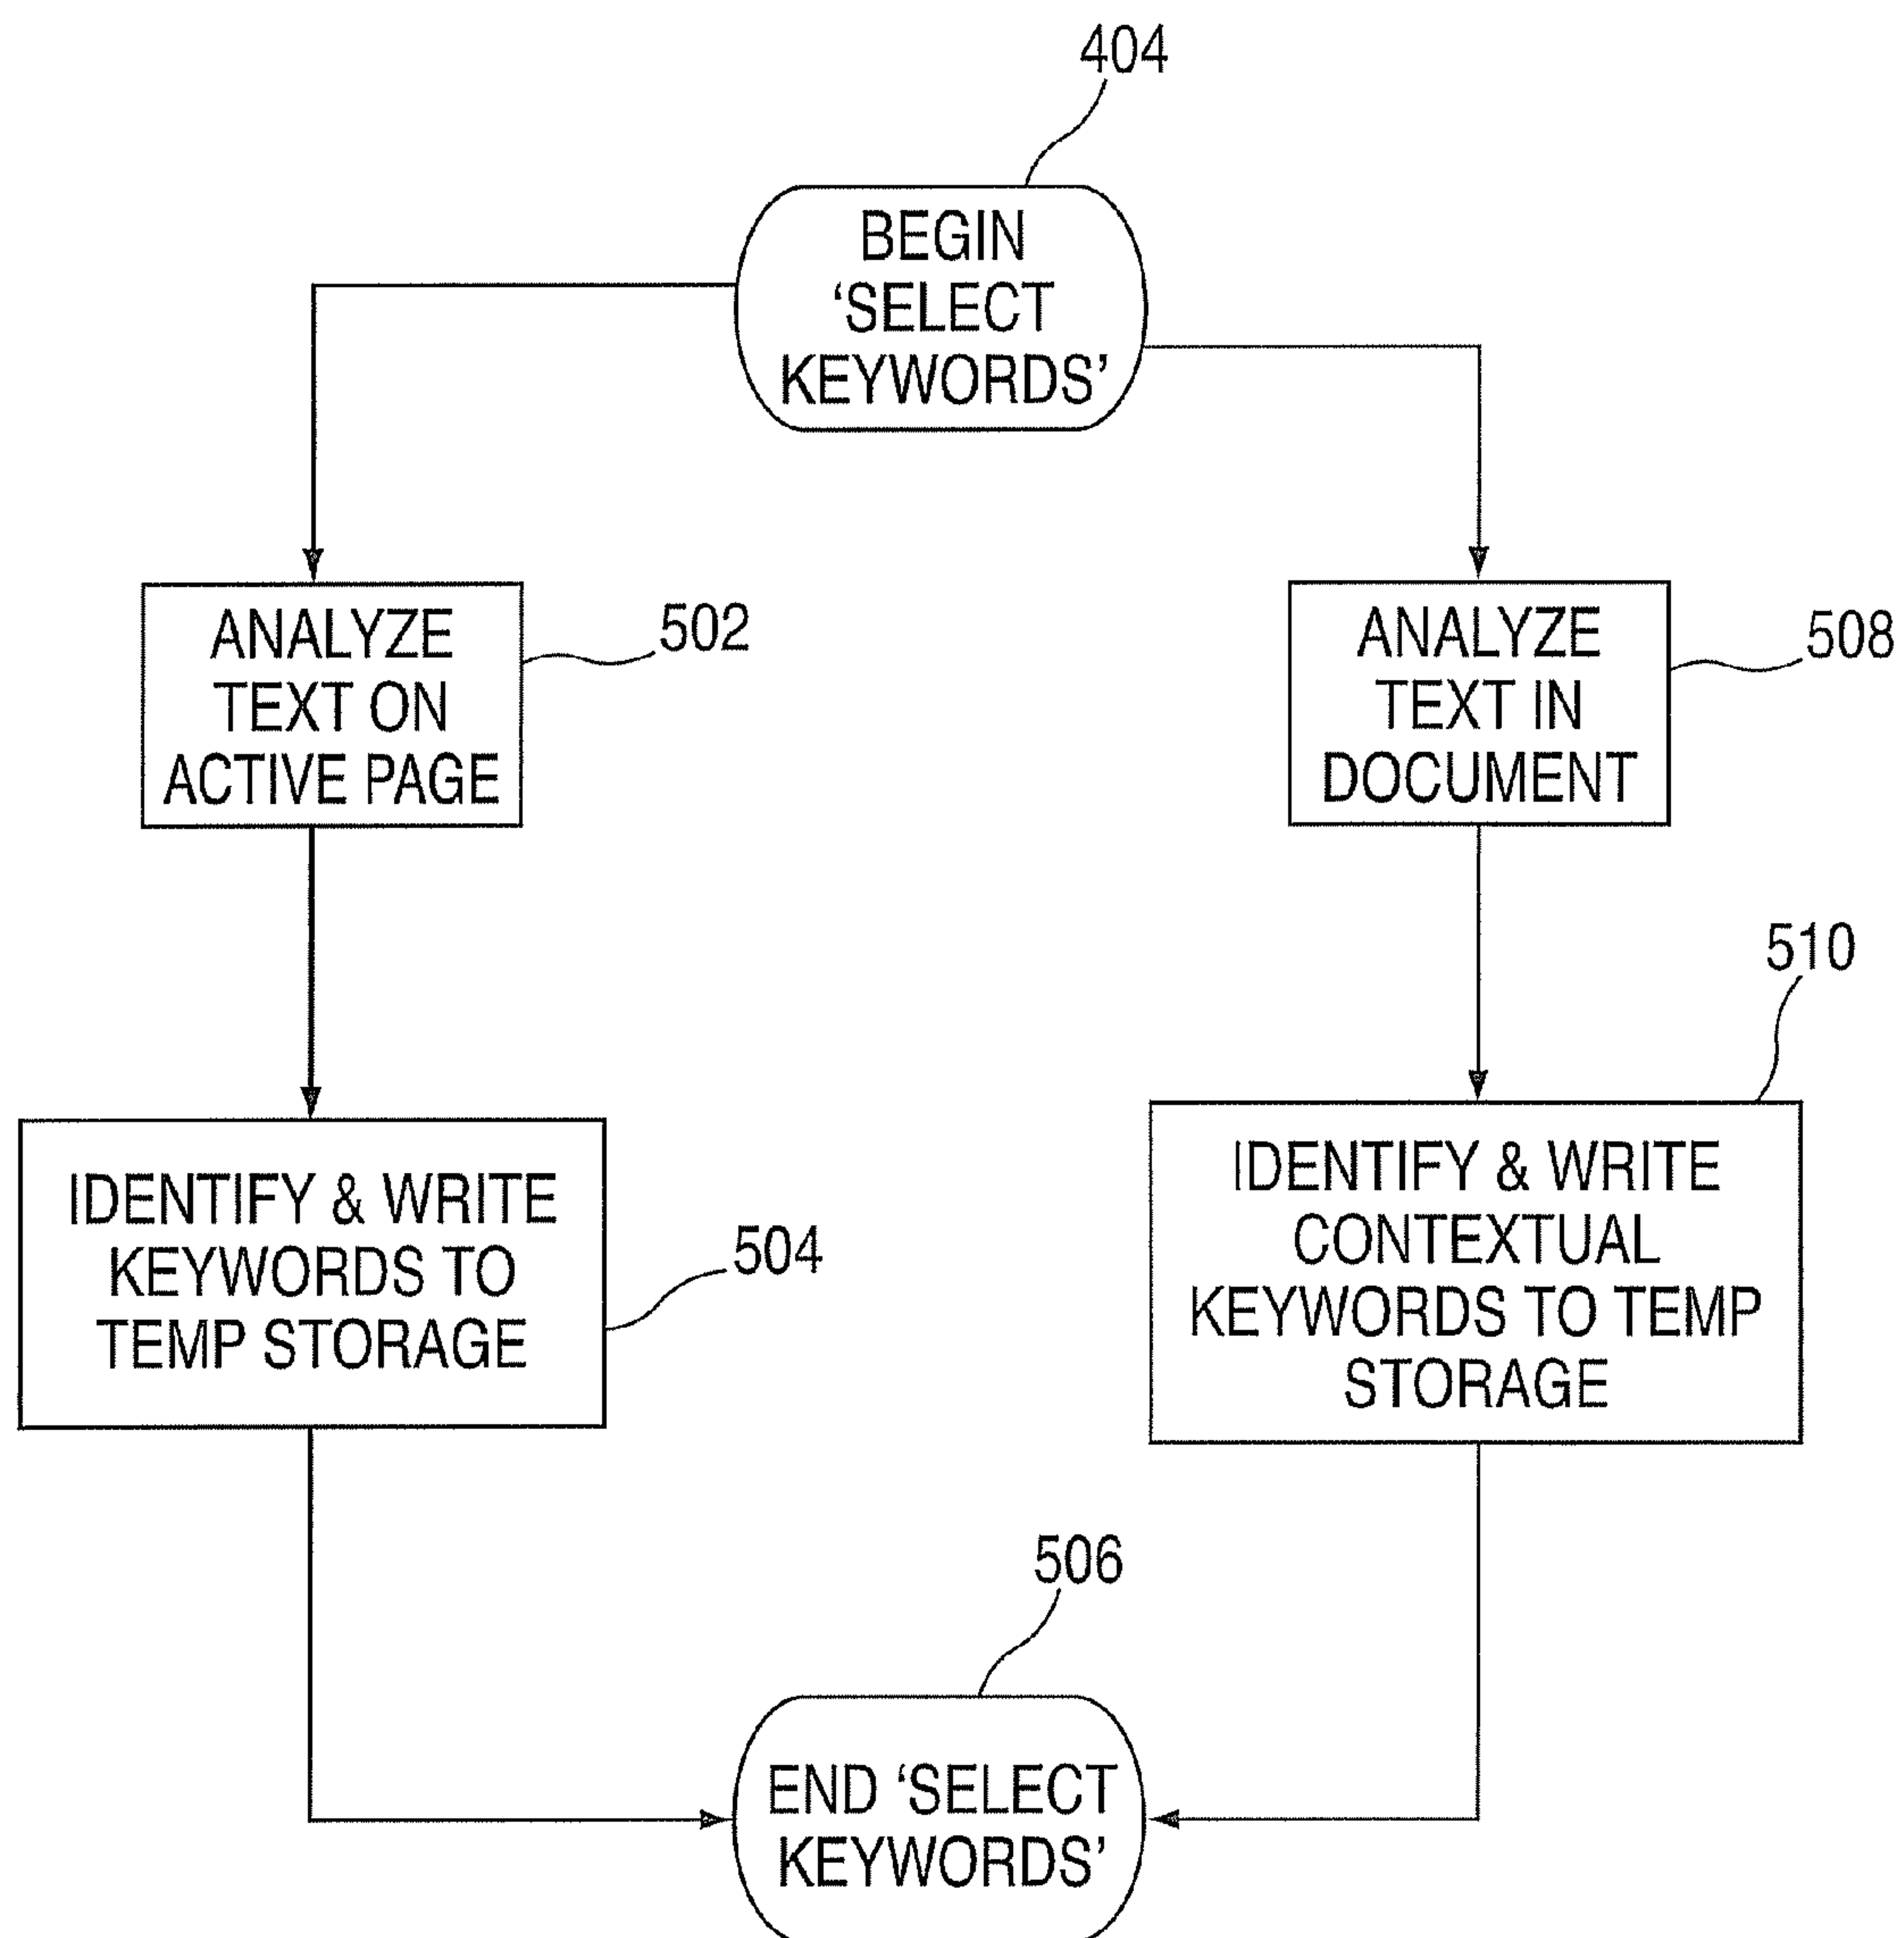 404
BEGIN
‘SELECT
KEYWORDS’
ANALYZE
TEXT ON
ACTIVE PAGE
502
ANALYZE
TEXT IN
DOCUMENT
508
IDENTIFY & WRITE
KEYWORDS TO
TEMP STORAGE
504
510
IDENTIFY & WRITE
CONTEXTUAL
KEYWORDS TO TEMP
STORAGE
506
END ‘SELECT
KEYWORDS’